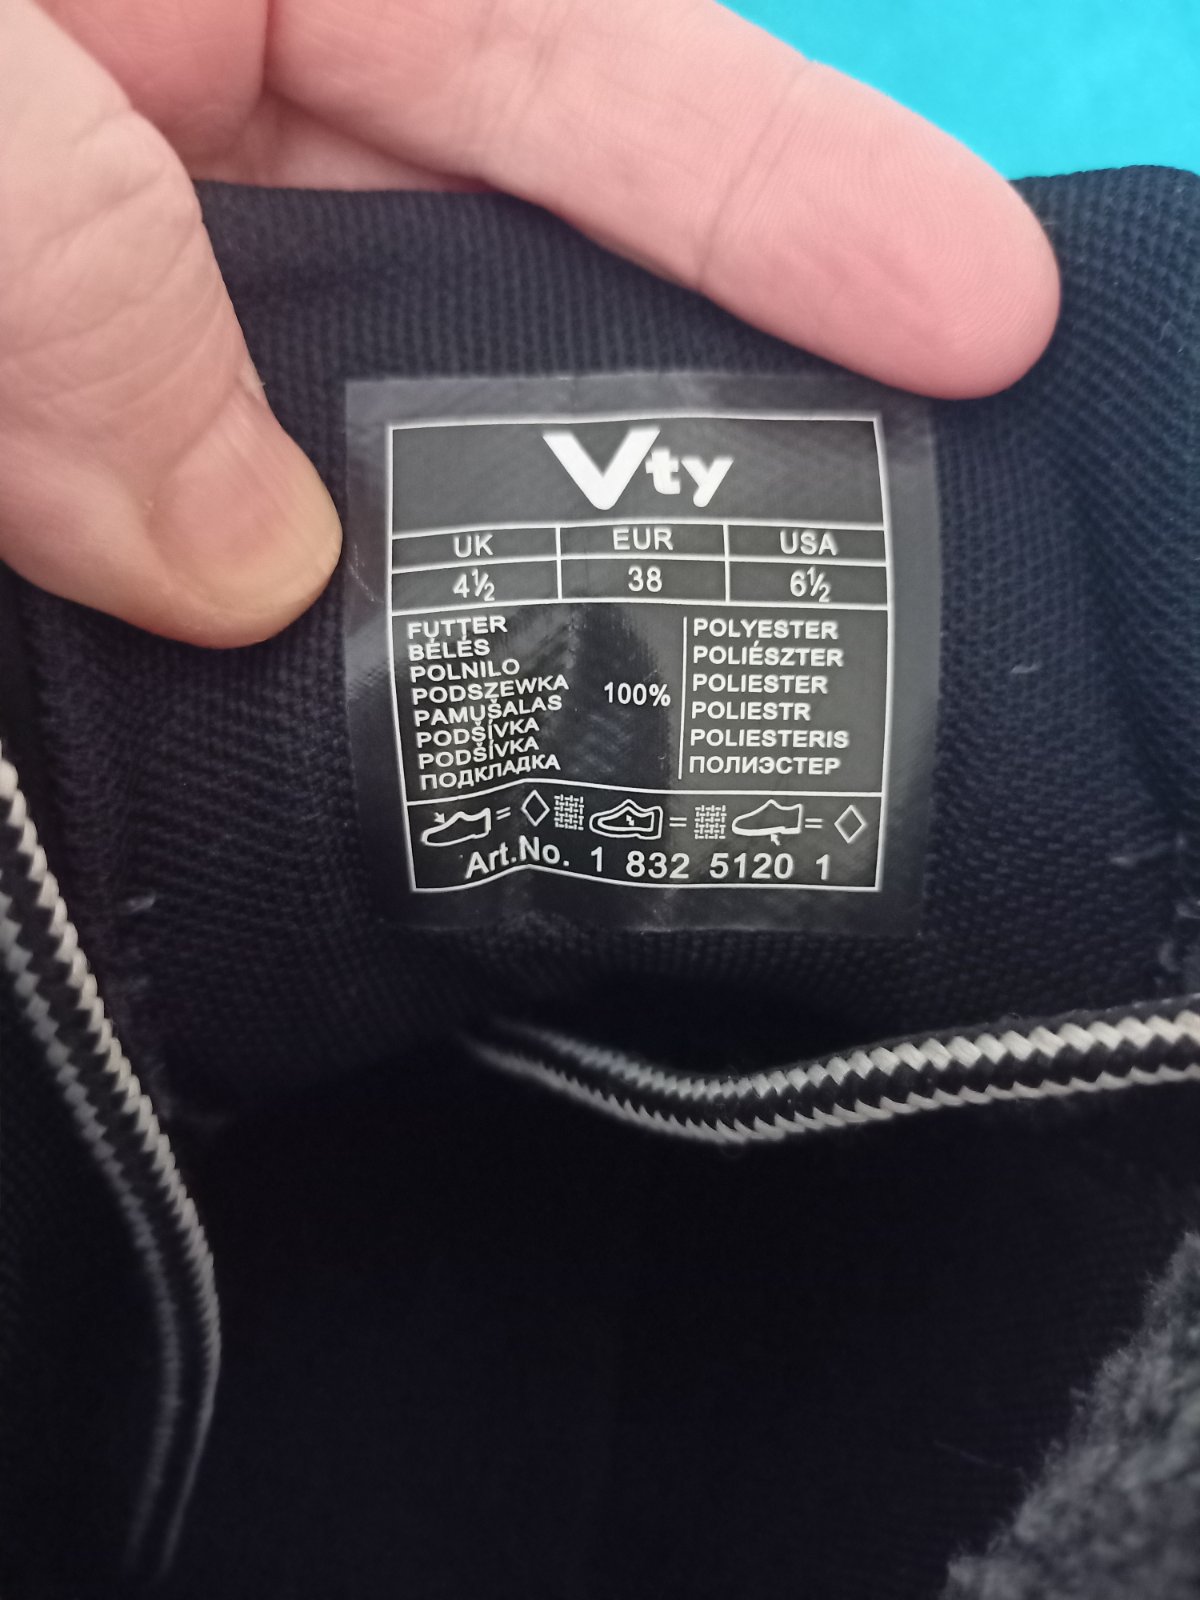 Vty
UK EUR USA
4½ 38 6½
FUTTER
BÉLÉS
POLNILO
PODSZEWKA
PAMUŠALAS
PODŠÍVKA
PODŠÍVKA
ПОДКЛАДКА
100%
POLYESTER
POLIÉSZTER
POLIESTER
POLIESTR
POLIESTERIS
ПОЛИЭСТЕР
= = =
Art.No. 1 832 5120 1